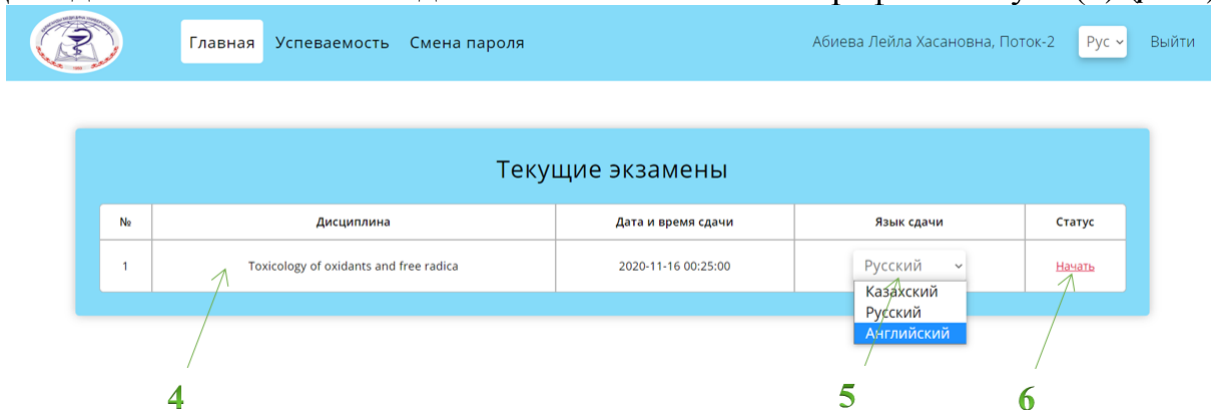 Главная Успеваемость Смена пароля Абиева Лейла Хасановна, Поток-2 Рус Выйти
Текущие экзамены
№ Дисциплина Дата и время сдачи Язык сдачи Статус
1 Toxicology of oxidants and free radica 2020-11-16 00:25:00 Русский Начать
Казахский
Русский
Английский
4 5 6